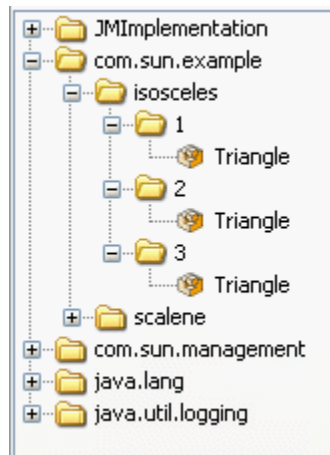 JMImplementation
com.sun.example
isosceles
1
Triangle
2
Triangle
3
Triangle
scalene
com.sun.management
java.lang
java.util.logging